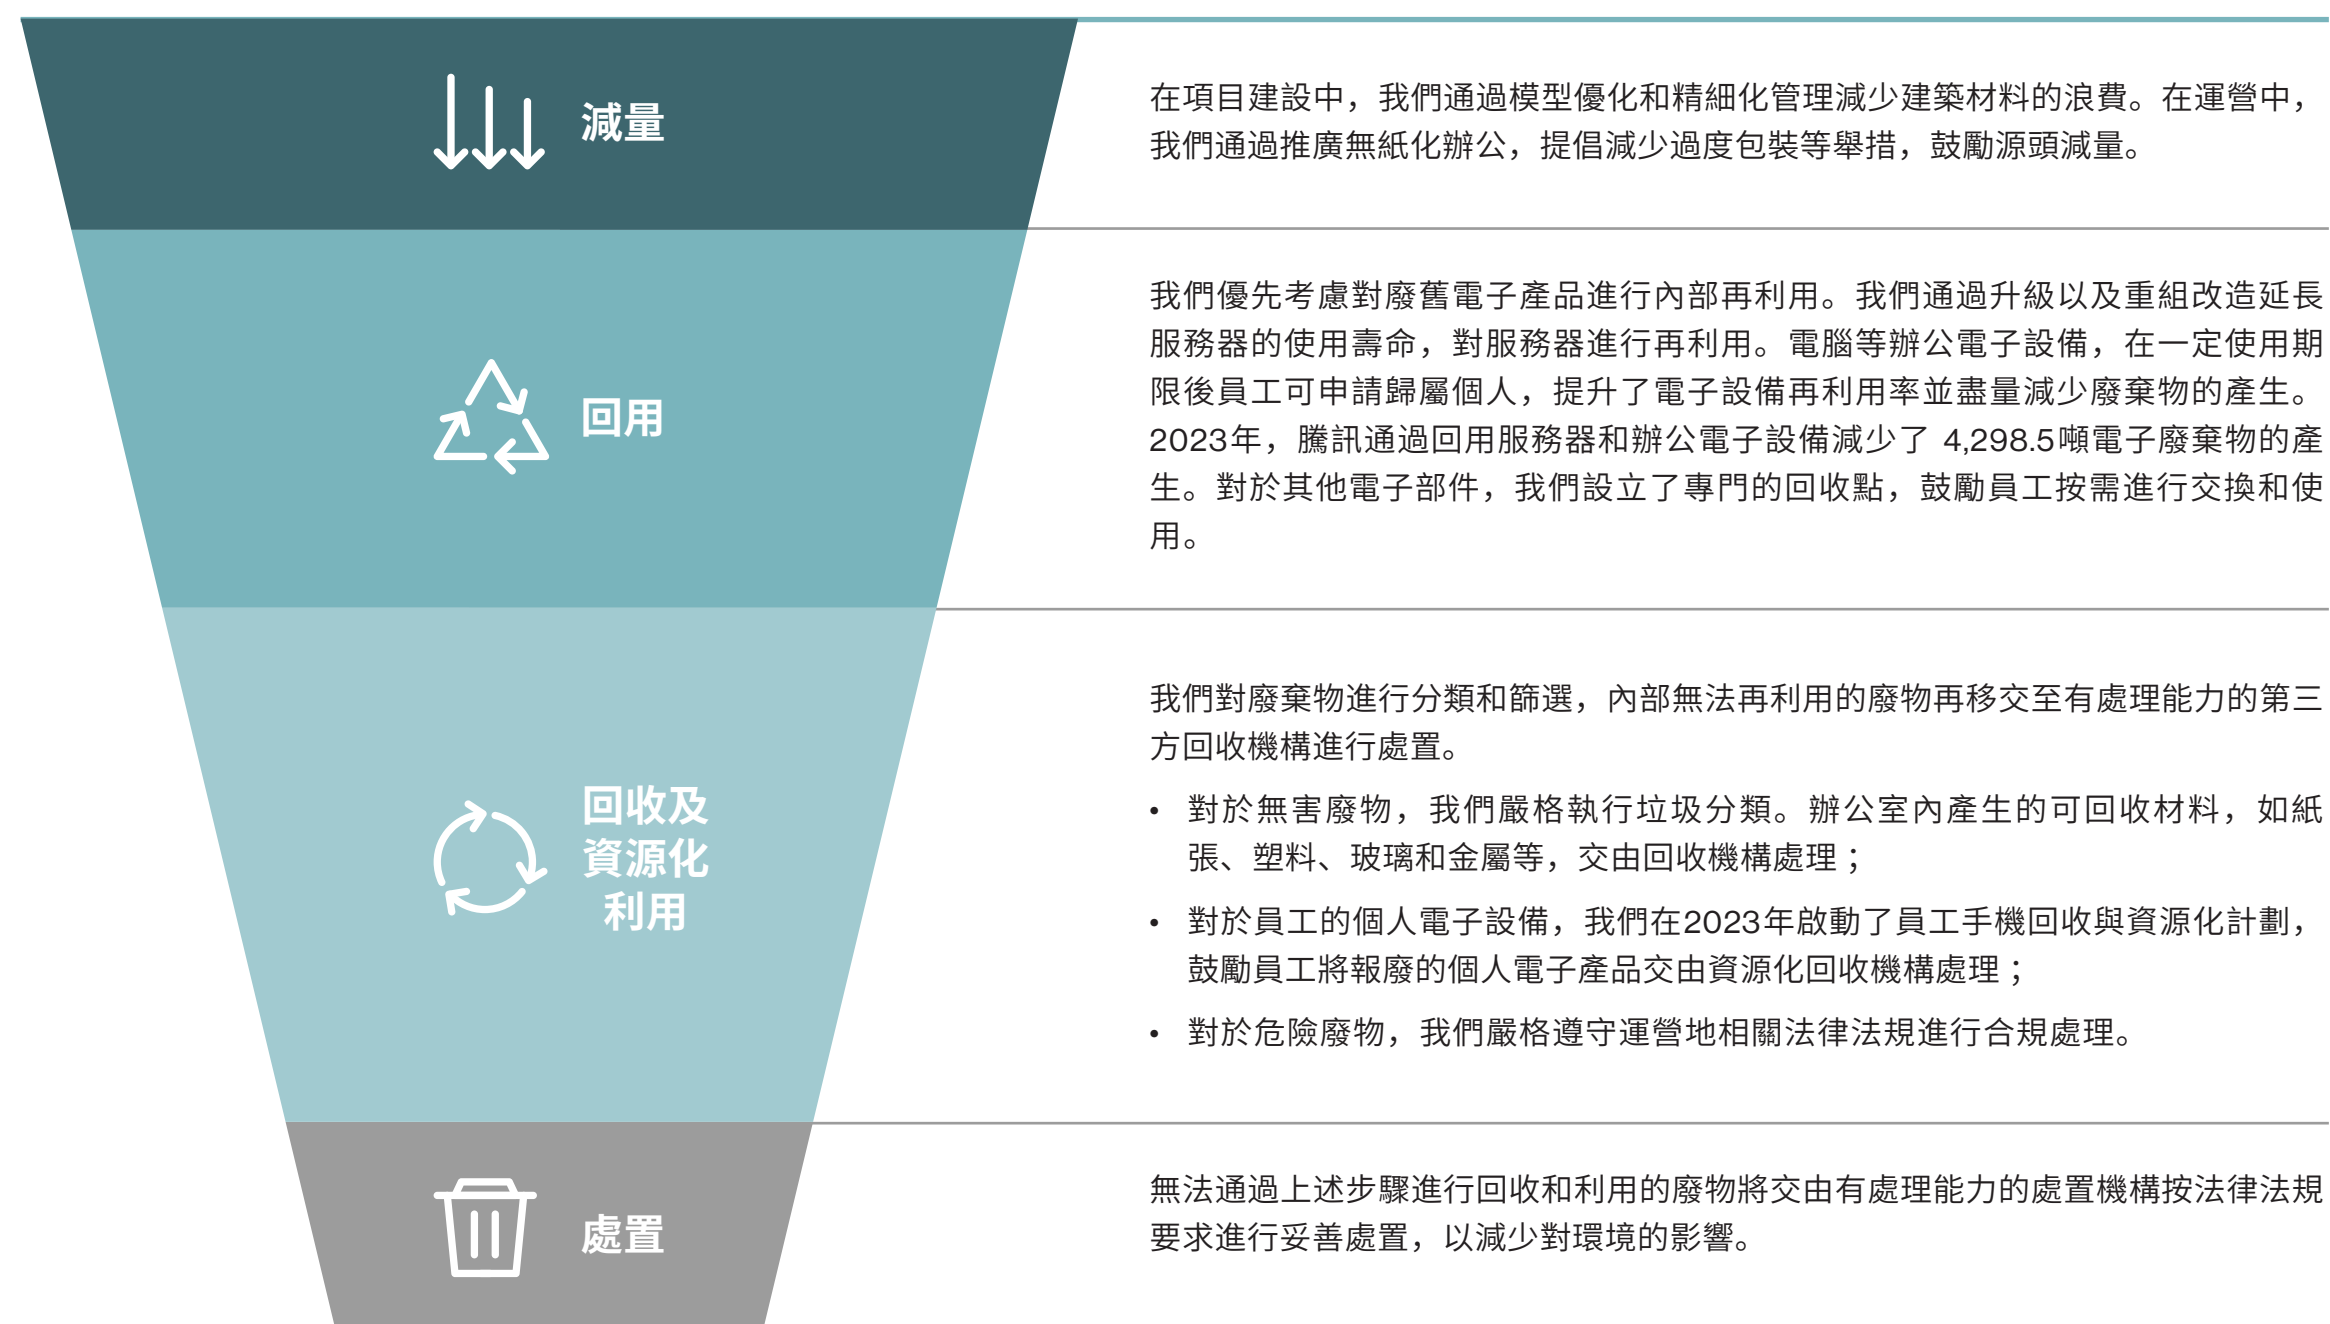 減量
在項目建設中，我們通過模型優化和精細化管理減少建築材料的浪費。在運營中，
我們通過推廣無紙化辦公，提倡減少過度包裝等舉措，鼓勵源頭減量。
回用
我們優先考慮對廢舊電子產品進行內部再利用。我們通過升級以及重組改造延長
服務器的使用壽命，對服務器進行再利用。電腦等辦公電子設備，在一定使用期
限後員工可申請歸屬個人，提升了電子設備再利用率並盡量減少廢棄物的產生。
2023年，騰訊通過回用服務器和辦公電子設備減少了 4,298.5噸電子廢棄物的產
生。對於其他電子部件，我們設立了專門的回收點，鼓勵員工按需進行交換和使
用。
回收及
資源化
利用
我們對廢棄物進行分類和篩選，內部無法再利用的廢物再移交至有處理能力的第三
方回收機構進行處置。
• 對於無害廢物，我們嚴格執行垃圾分類。辦公室內產生的可回收材料，如紙
張、塑料、玻璃和金屬等，交由回收機構處理；
• 對於員工的個人電子設備，我們在2023年啟動了員工手機回收與資源化計劃，
鼓勵員工將報廢的個人電子產品交由資源化回收機構處理；
• 對於危險廢物，我們嚴格遵守運營地相關法律法規進行合規處理。
處置
無法通過上述步驟進行回收和利用的廢物將交由有處理能力的處置機構按法律法規
要求進行妥善處置，以減少對環境的影響。